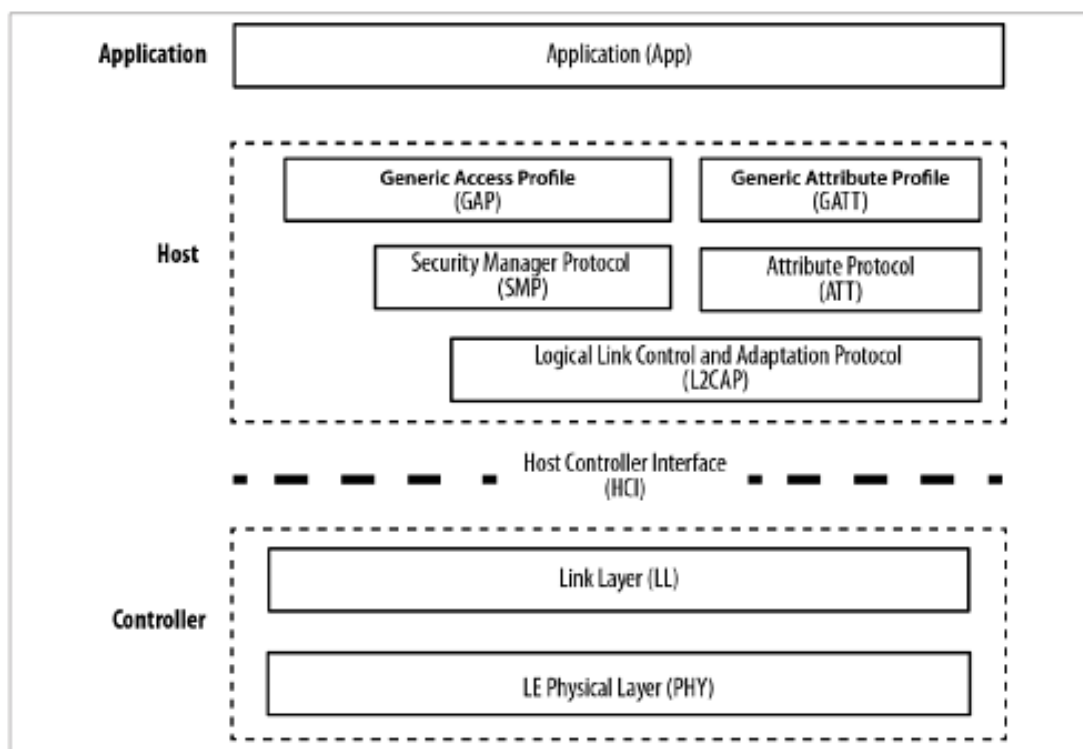 Application
Application (App)
Host
Generic Access Profile
(GAP)
Generic Attribute Profile
(GATT)
Security Manager Protocol
(SMP)
Attribute Protocol
(ATT)
Logical Link Control and Adaptation Protocol
(L2CAP)
Host Controller Interface
(HCI)
Controller
Link Layer (LL)
LE Physical Layer (PHY)